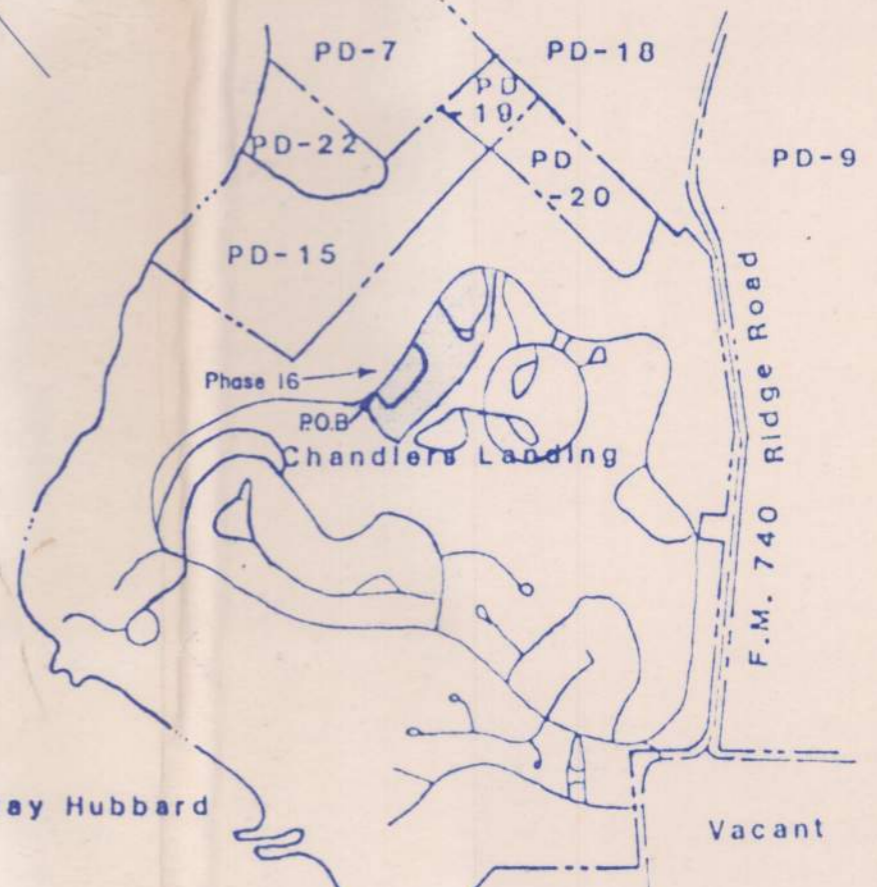 PD-7
PD-18
PD
-19
PD-22
PD
-20
PD-9
PD-15
Phase 16
P.O.B
Chandlers Landing
F.M. 740 Ridge Road
ay Hubbard
Vacant